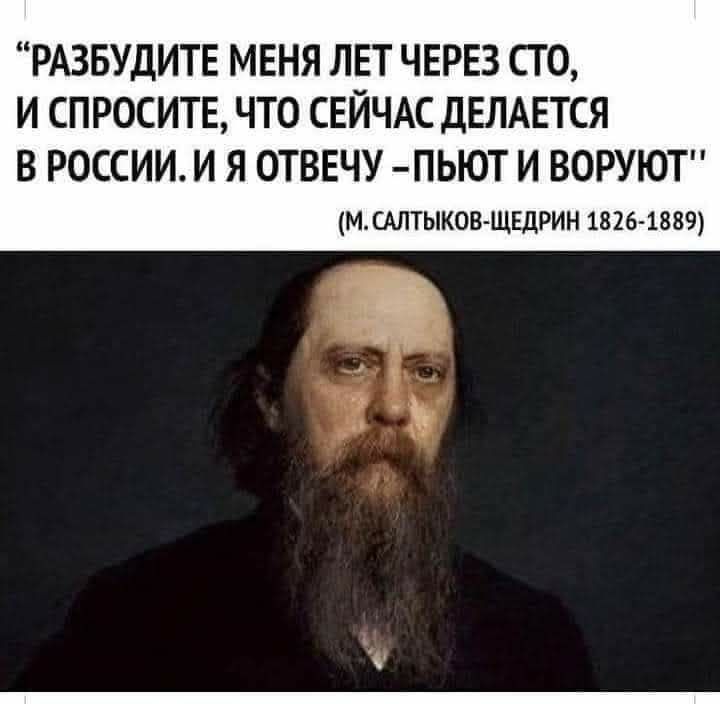 “РАЗБУДИТЕ МЕНЯ ЛЕТ ЧЕРЕЗ СТО,
И СПРОСИТЕ, ЧТО СЕЙЧАС ДЕЛАЕТСЯ
В РОССИИ. И Я ОТВЕЧУ –ПЬЮТ И ВОРУЮТ"
(М. САЛТЫКОВ-ЩЕДРИН 1826-1889)